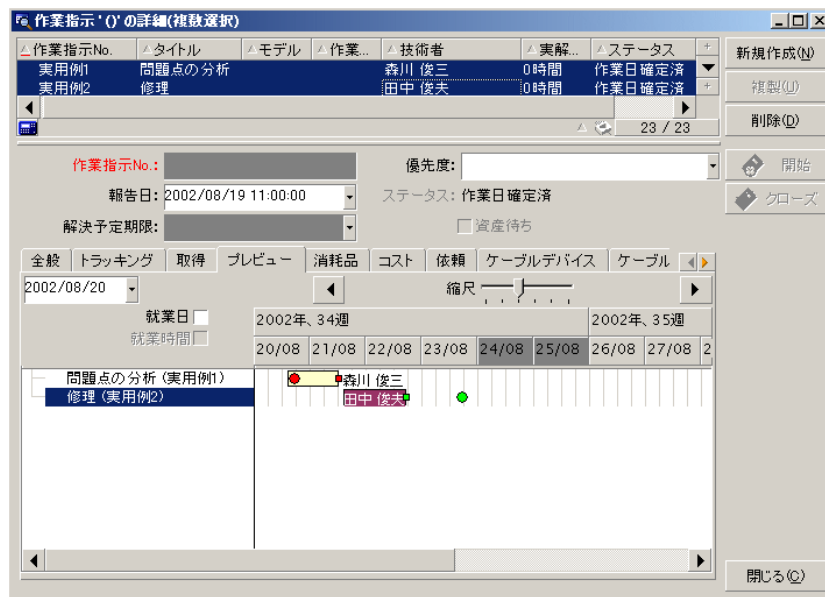 作業指示 '()' の詳細(複数選択)
作業指示No. タイトル モデル 作業... 技術者 実解... ステータス
実用例1 問題点の分析 森川 俊三 0時間 作業日確定済
実用例2 修理 田中 俊夫 0時間 作業日確定済
23 / 23
新規作成(N)
複製(U)
削除(D)
開始
クローズ
作業指示No.: 優先度:
報告日: 2002/08/19 11:00:00 ステータス: 作業日確定済
解決予定期限: 資産待ち
全般 トラッキング 取得 プレビュー 消耗品 コスト 依頼 ケーブルデバイス ケーブル
2002/08/20 縮尺
就業日 2002年、34週 2002年、35週
就業時間
20/08 21/08 22/08 23/08 24/08 25/08 26/08 27/08 2
問題点の分析 (実用例1) 森川 俊三
修理 (実用例2) 田中 俊夫
閉じる(C)